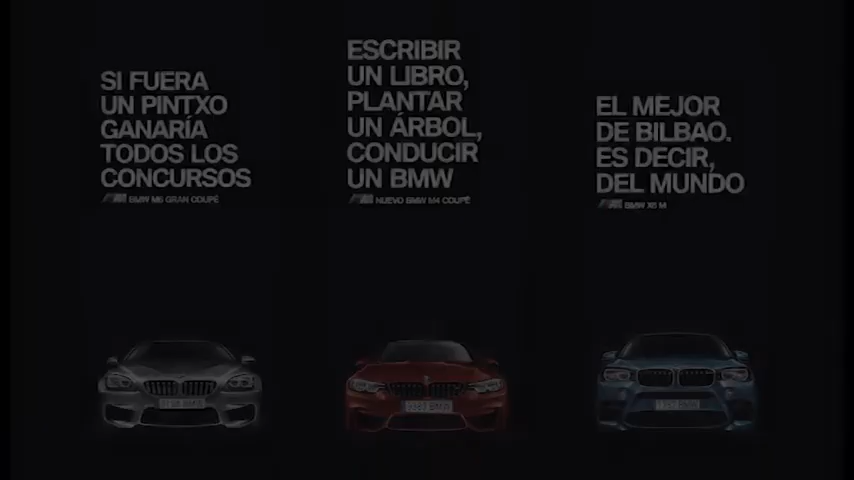 SI FUERA
UN PINTXO
GANARÍA
TODOS LOS
CONCURSOS
BMW M6 GRAN COUPÉ
ESCRIBIR
UN LIBRO,
PLANTAR
UN ÁRBOL,
CONDUCIR
UN BMW
NUEVO BMW M4 COUPÉ
EL MEJOR
DE BILBAO.
ES DECIR,
DEL MUNDO
BMW X6 M